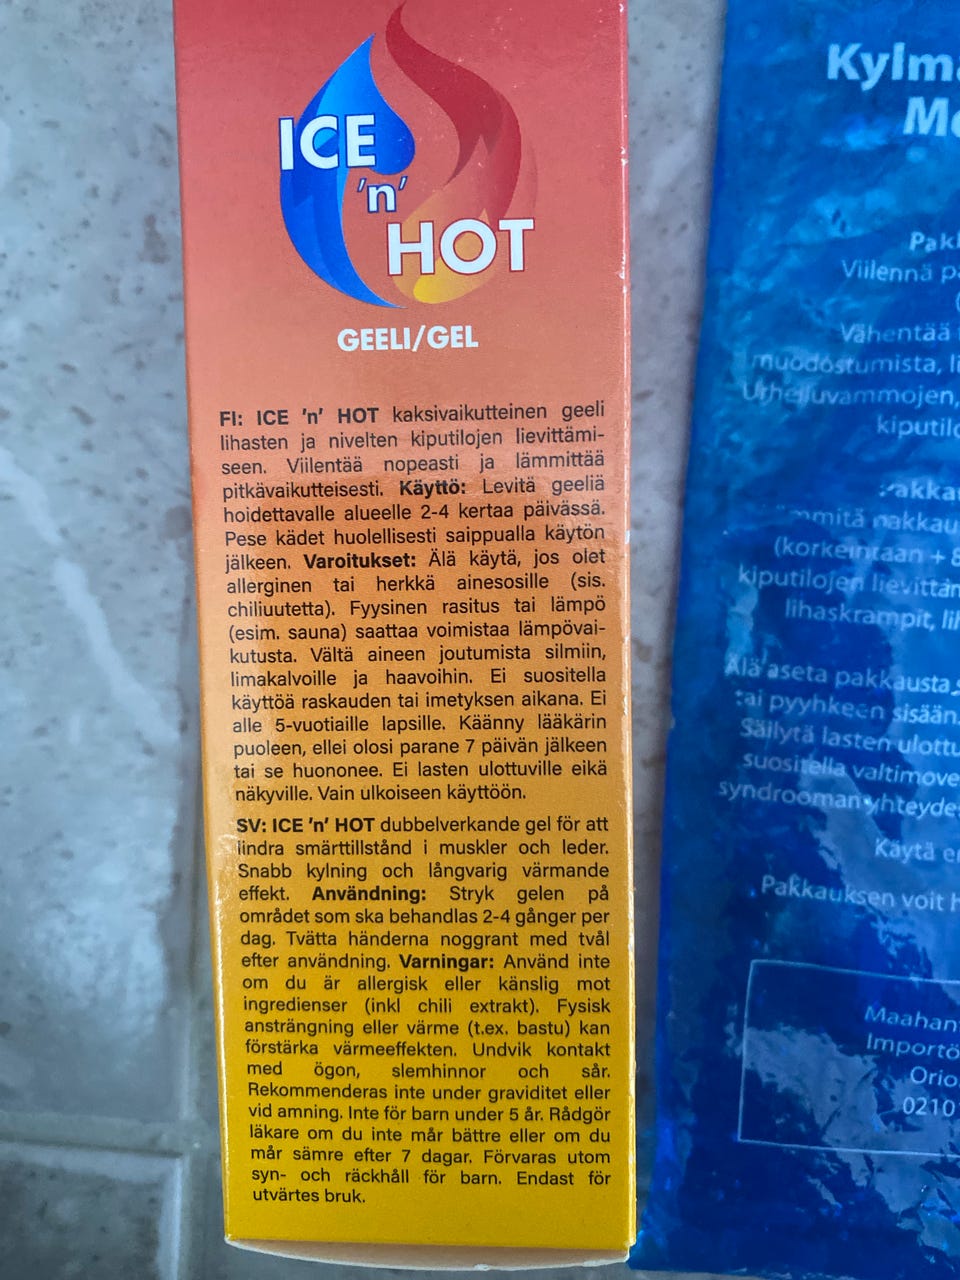 ICE
'n'
HOT
GEELI/GEL
FI: ICE 'n' HOT kaksivaikutteinen geeli
lihasten ja nivelten kiputilojen lievittämi-
seen. Viilentää nopeasti ja lämmittää
pitkävaikutteisesti. Käyttö: Levitä geeliä
hoidettavalle alueelle 2-4 kertaa päivässä.
Pese kädet huolellisesti saippualla käytön
jälkeen. Varoitukset: Älä käytä, jos olet
allerginen tai herkkä ainesosille (sis.
chiliuutetta). Fyysinen rasitus tai lämpö
(esim. sauna) saattaa voimistaa lämpövai-
kutusta. Vältä aineen joutumista silmiin,
limakalvoille ja haavoihin. Ei suositella
käyttöä raskauden tai imetyksen aikana. Ei
alle 5-vuotiaille lapsille. Käänny lääkärin
puoleen, ellei olosi parane 7 päivän jälkeen
tai se huononee. Ei lasten ulottuville eikä
näkyville. Vain ulkoiseen käyttöön.
SV: ICE 'n' HOT dubbelverkande gel för att
lindra smärttillstånd i muskler och leder.
Snabb kylning och långvarig värmande
effekt. Användning: Stryk gelen på
området som ska behandlas 2-4 gånger per
dag. Tvätta händerna noggrant med tvål
efter användning. Varningar: Använd inte
om du är allergisk eller känslig mot
ingredienser (inkl chili extrakt). Fysisk
ansträngning eller värme (t.ex. bastu) kan
förstärka värmeeffekten. Undvik kontakt
med ögon, slemhinnor och sår.
Rekommenderas inte under graviditet eller
vid amning. Inte för barn under 5 år. Rådgör
läkare om du inte mår bättre eller om du
mår sämre efter 7 dagar. Förvaras utom
syn- och räckhåll för barn. Endast för
utvärtes bruk.
Kylm
M
Pak
Viilennä p
(
Vähentää
muodostumista, li
Urheiluvammojen,
kiputilo
pakkau
(korkeintaan +
kiputilojen lievittän
lihaskrampit, li
Älä aseta pakkausta
tai pyyhkeen sisään.
Säilytä lasten ulottu
suositella valtimove
syndrooman yhteyde
Käytä e
Pakkauksen voit h
Maahan
Importö
Orio
0210